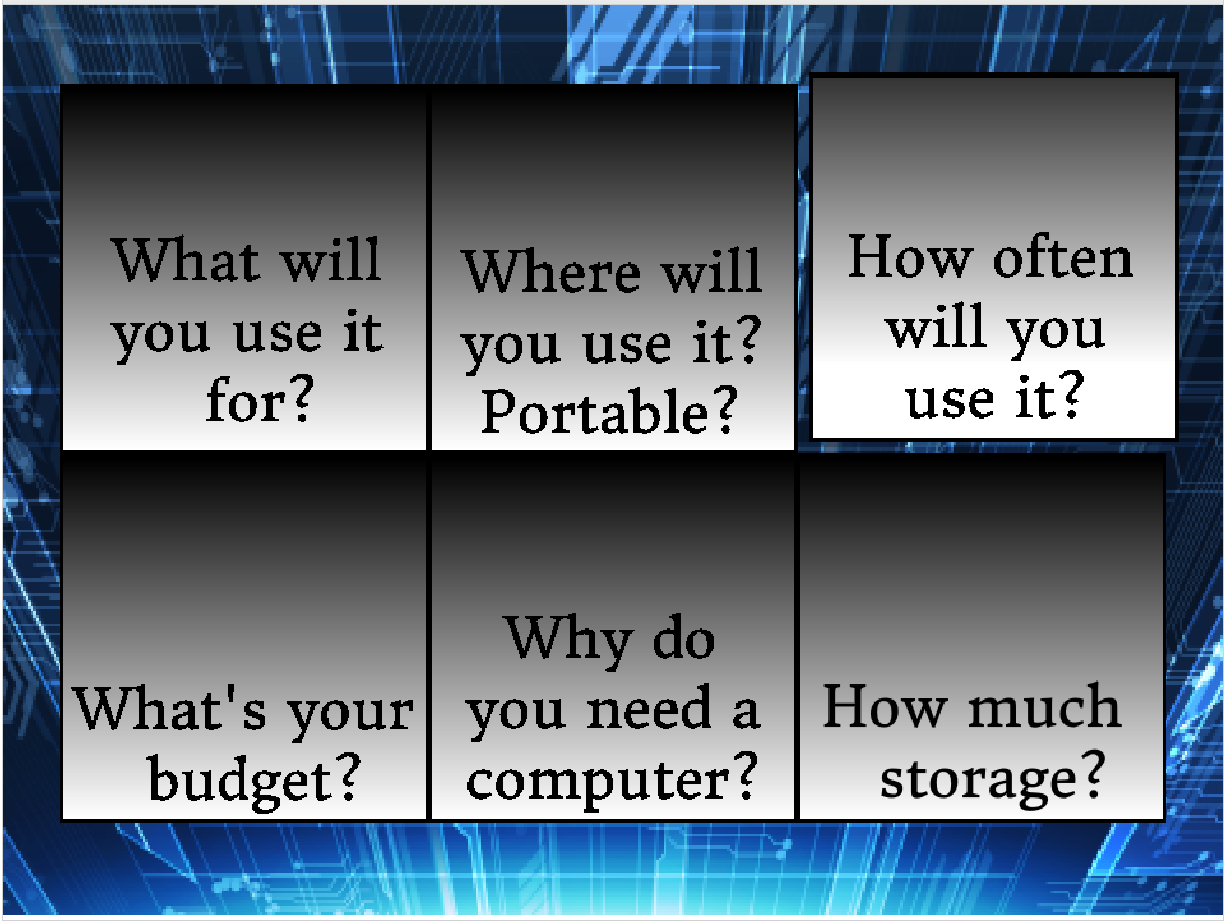 What will
you use it
for?
Where will
you use it?
Portable?
How often
will you
use it?
What's your
budget?
Why do
you need a
computer?
How much
storage?